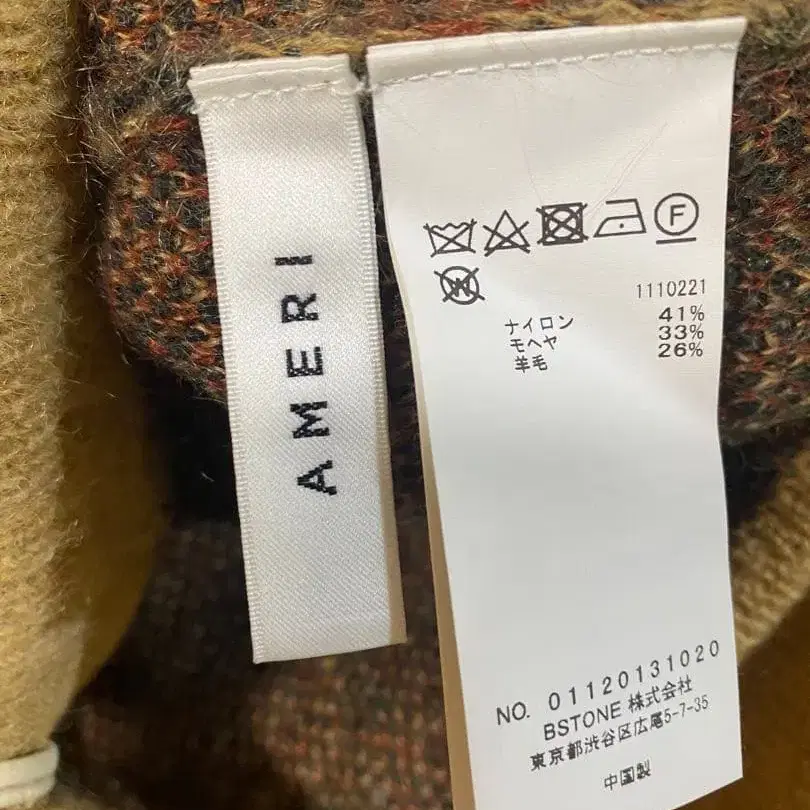 AMERI
F
W
1110221
ナイロン 41%
モヘヤ 33%
羊毛 26%
NO. 01120131020
BSTONE 株式会社
東京都渋谷区広尾5-7-35
中国製